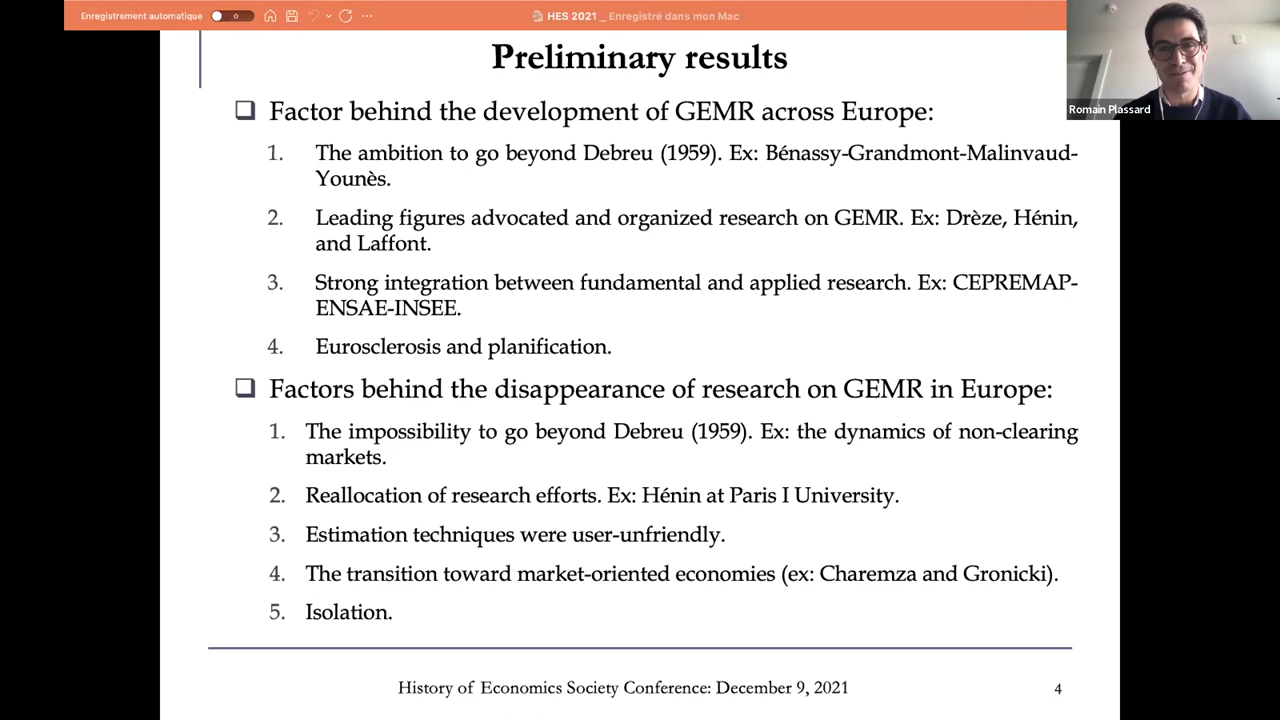 Enregistrement automatique
HES 2021 _ Enregistré dans mon Mac
Romain Plassard
Preliminary results
Factor behind the development of GEMR across Europe:
1. The ambition to go beyond Debreu (1959). Ex: Bénassy-Grandmont-Malinvaud-
Younès.
2. Leading figures advocated and organized research on GEMR. Ex: Drèze, Hénin,
and Laffont.
3. Strong integration between fundamental and applied research. Ex: CEPREMAP-
ENSAE-INSEE.
4. Eurosclerosis and planification.
Factors behind the disappearance of research on GEMR in Europe:
1. The impossibility to go beyond Debreu (1959). Ex: the dynamics of non-clearing
markets.
2. Reallocation of research efforts. Ex: Hénin at Paris I University.
3. Estimation techniques were user-unfriendly.
4. The transition toward market-oriented economies (ex: Charemza and Gronicki).
5. Isolation.
History of Economics Society Conference: December 9, 2021
4